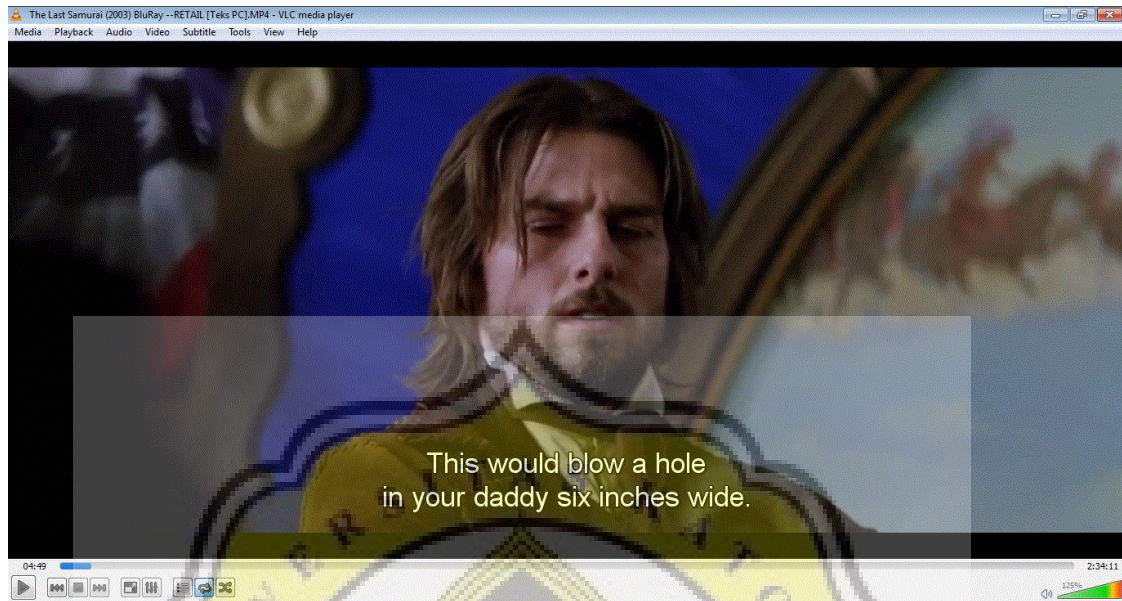 The Last Samurai (2003) BluRay --RETAIL [Teks PC].MP4 - VLC media player
Media Playback Audio Video Subtitle Tools View Help
This would blow a hole
in your daddy six inches wide.
04:49 2:34:11
125%